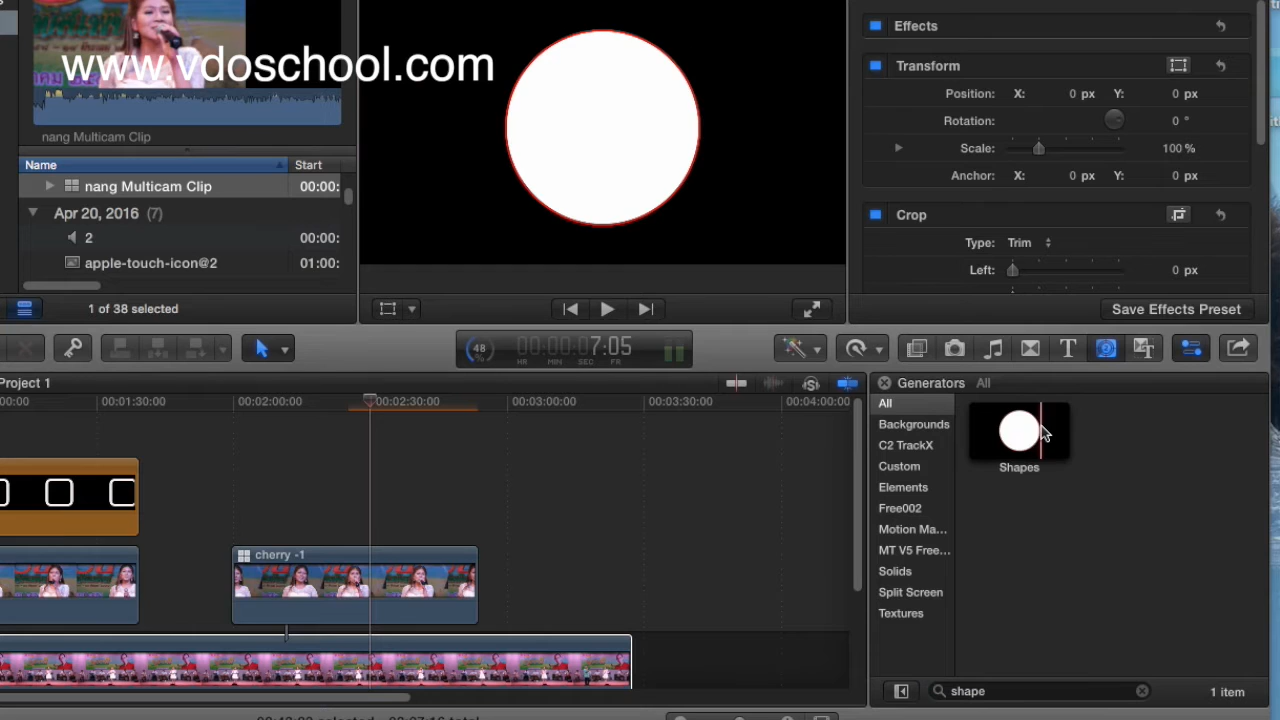 www.vdoschool.com
nang Multicam Clip
Name
Start
nang Multicam Clip
00:00:
Apr 20, 2016 (7)
2
00:00:
apple-touch-icon@2
01:00:
1 of 38 selected
Effects
Transform
Position: X: 0 px Y: 0 px
Rotation: 0 °
Scale: 100 %
Anchor: X: 0 px Y: 0 px
Crop
Type: Trim
Left: 0 px
Save Effects Preset
48
%
00:00:07:05
HR MIN SEC FR
Project 1
00:01:30:00
00:02:00:00
00:02:30:00
00:03:00:00
00:03:30:00
00:04:00:00
cherry -1
Generators All
All
Backgrounds
C2 TrackX
Custom
Elements
Free002
Motion Ma...
MT V5 Free...
Solids
Split Screen
Textures
Shapes
shape
1 item